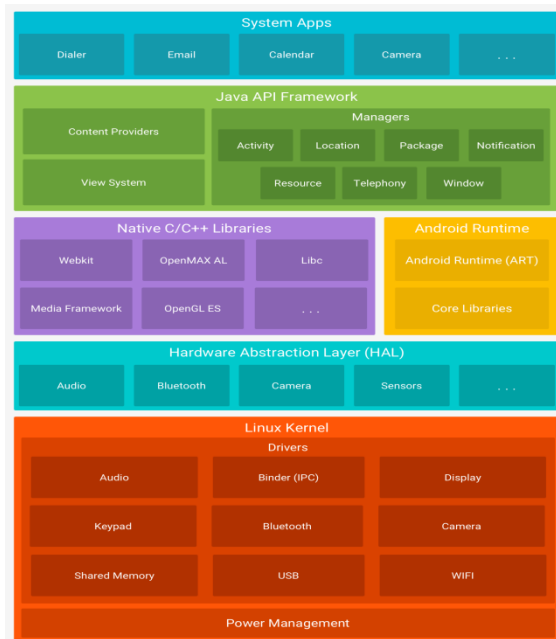 System Apps
Dialer
Email
Calendar
Camera
. . .
Java API Framework
Content Providers
View System
Managers
Activity
Location
Package
Notification
Resource
Telephony
Window
Native C/C++ Libraries
Webkit
OpenMAX AL
Libc
Media Framework
OpenGL ES
. . .
Android Runtime
Android Runtime (ART)
Core Libraries
Hardware Abstraction Layer (HAL)
Audio
Bluetooth
Camera
Sensors
. . .
Linux Kernel
Drivers
Audio
Binder (IPC)
Display
Keypad
Bluetooth
Camera
Shared Memory
USB
WIFI
Power Management